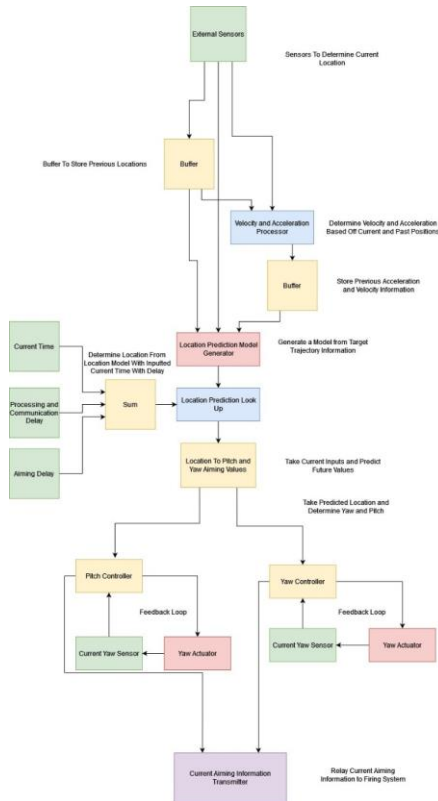 External Sensors
Sensors To Determine Current
Location
Buffer To Store Previous Locations
Buffer
Velocity and Acceleration
Processor
Determine Velocity and Acceleration
Based Off Current and Past Positions
Buffer
Store Previous Acceleration
and Velocity Information
Current Time
Location Prediction Model
Generator
Generate a Model from Target
Trajectory Information
Determine Location From
Location Model With Inputted
Current Time With Delay
Processing and
Communication
Delay
Sum
Location Prediction Look
Up
Aiming Delay
Location To Pitch and
Yaw Aiming Values
Take Current Inputs and Predict
Future Values
Take Predicted Location and
Determine Yaw and Pitch
Pitch Controller
Yaw Controller
Feedback Loop
Feedback Loop
Current Yaw Sensor
Yaw Actuator
Current Yaw Sensor
Yaw Actuator
Current Aiming Information
Transmitter
Relay Current Aiming
Information to Firing System